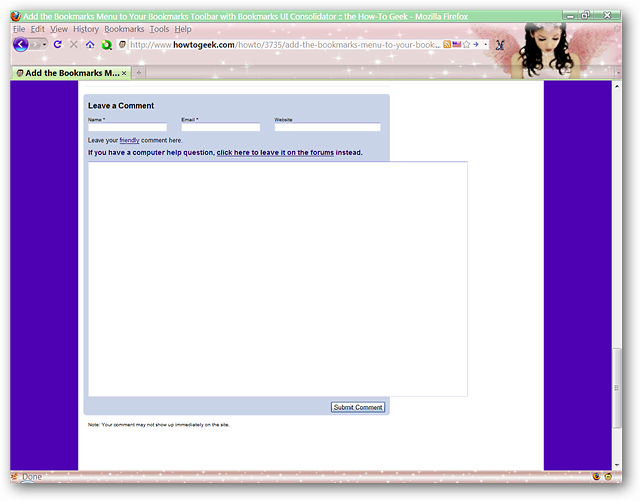 Add the Bookmarks Menu to Your Bookmarks Toolbar with Bookmarks UI Consolidator :: the How-To Geek - Mozilla Firefox
File Edit View History Bookmarks Tools Help
http://www.howtogeek.com/howto/3735/add-the-bookmarks-menu-to-your-book...
Add the Bookmarks M...
Leave a Comment
Name * Email * Website
Leave your friendly comment here.
If you have a computer help question, click here to leave it on the forums instead.
Submit Comment
Note: Your comment may not show up immediately on the site.
Done